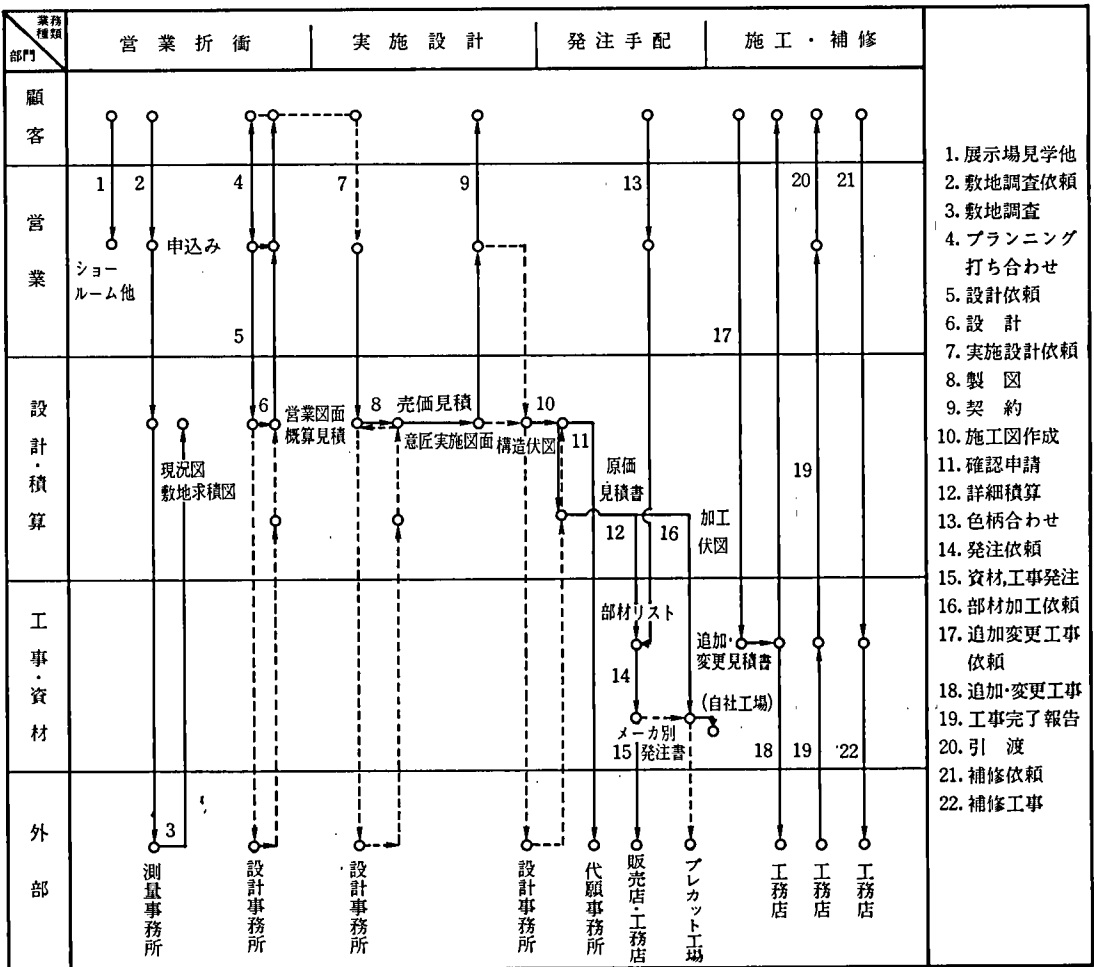 業務
種類
部門
営業折衝
実施設計
発注手配
施工・補修
顧客
営業
設計・積算
工事・資材
外部
1
2
4
7
9
13
20
21
申込み
ショー
ルーム他
5
17
6
営業図面
概算見積
8
売価見積
意匠実施図面
構造伏図
10
11
現況図
敷地求積図
原価
見積書
12
16
加工
伏図
19
部材リスト
追加・
変更見積書
14
(自社工場)
メーカ別
15 発注書
18
19
22
3
測量事務所
設計事務所
設計事務所
設計事務所
代願事務所
販売店・工務店
プレカット工場
工務店
工務店
工務店
1. 展示場見学他
2. 敷地調査依頼
3. 敷地調査
4. プランニング
打ち合わせ
5. 設計依頼
6. 設 計
7. 実施設計依頼
8. 製 図
9. 契 約
10. 施工図作成
11. 確認申請
12. 詳細積算
13. 色柄合わせ
14. 発注依頼
15. 資材,工事発注
16. 部材加工依頼
17. 追加変更工事
依頼
18. 追加・変更工事
19. 工事完了報告
20. 引 渡
21. 補修依頼
22. 補修工事